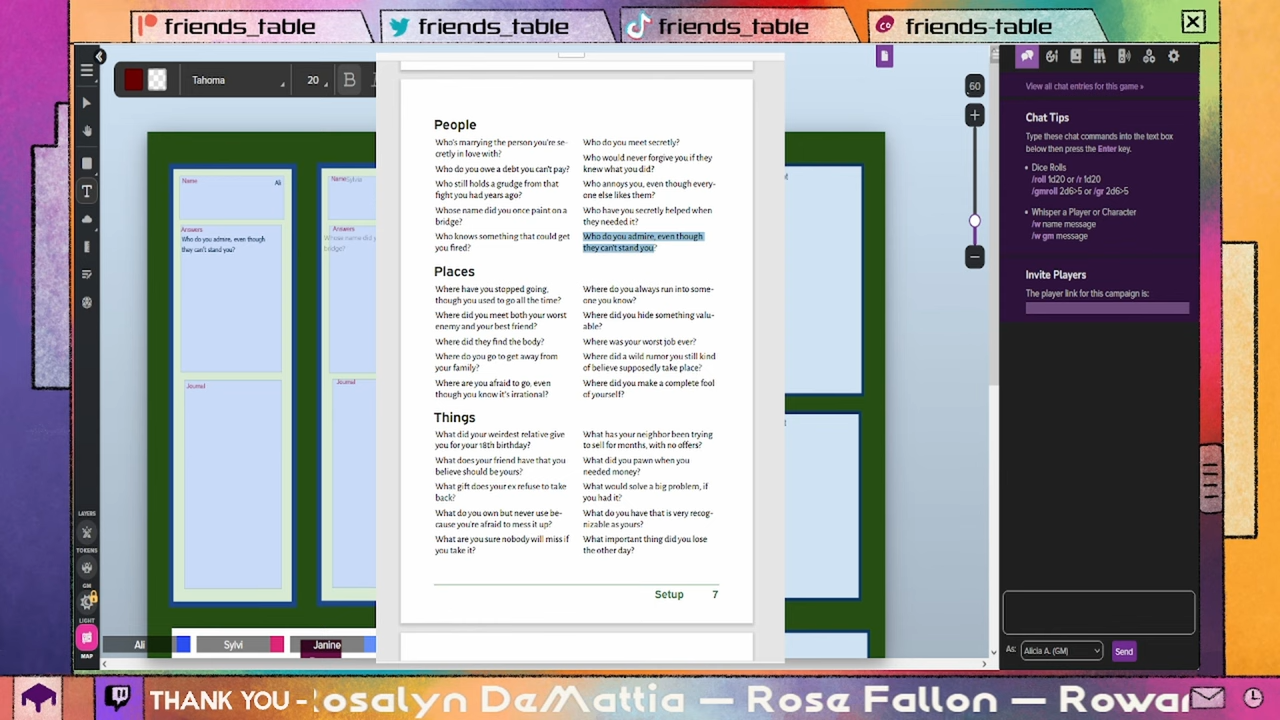 friends_table
friends_table
friends_table
friends-table
Tahoma
20
B
60
View all chat entries for this game »
Chat Tips
Type these chat commands into the text box
below then press the Enter key.
Dice Rolls
/roll 1d20 or /r 1d20
/gmroll 2d6>5 or /gr 2d6>5
Whisper a Player or Character
/w name message
/w gm message
Invite Players
The player link for this campaign is:
As:
Alicia A. (GM)
Send
Name
Ali
Answers
Who do you admire, even though
they can't stand you?
Journal
Name
Sylvi
Answers
Whose name did y
bridge?
Journal
People
Who's marrying the person you're se-
cretly in love with?
Who do you owe a debt you can't pay?
Who still holds a grudge from that
fight you had years ago?
Whose name did you once paint on a
bridge?
Who knows something that could get
you fired?
Who do you meet secretly?
Who would never forgive you if they
knew what you did?
Who annoys you, even though every-
one else likes them?
Who have you secretly helped when
they needed it?
Who do you admire, even though
they can't stand you?
Places
Where have you stopped going,
though you used to go all the time?
Where did you meet both your worst
enemy and your best friend?
Where did they find the body?
Where do you go to get away from
your family?
Where are you afraid to go, even
though you know it's irrational?
Where do you always run into some-
one you know?
Where did you hide something valu-
able?
Where was your worst job ever?
Where did a wild rumor you still kind
of believe supposedly take place?
Where did you make a complete fool
of yourself?
Things
What did your weirdest relative give
you for your 18th birthday?
What does your friend have that you
believe should be yours?
What gift does your ex refuse to take
back?
What do you own but never use be-
cause you're afraid to mess it up?
What are you sure nobody will miss if
you take it?
What has your neighbor been trying
to sell for months, with no offers?
What did you pawn when you
needed money?
What would solve a big problem, if
you had it?
What do you have that is very recog-
nizable as yours?
What important thing did you lose
the other day?
Setup 7
LAYERS
TOKENS
GM
LIGHT
MAP
Ali
Sylvi
Janine
THANK YOU - Rosalyn DeMattia — Rose Fallon — Rowan